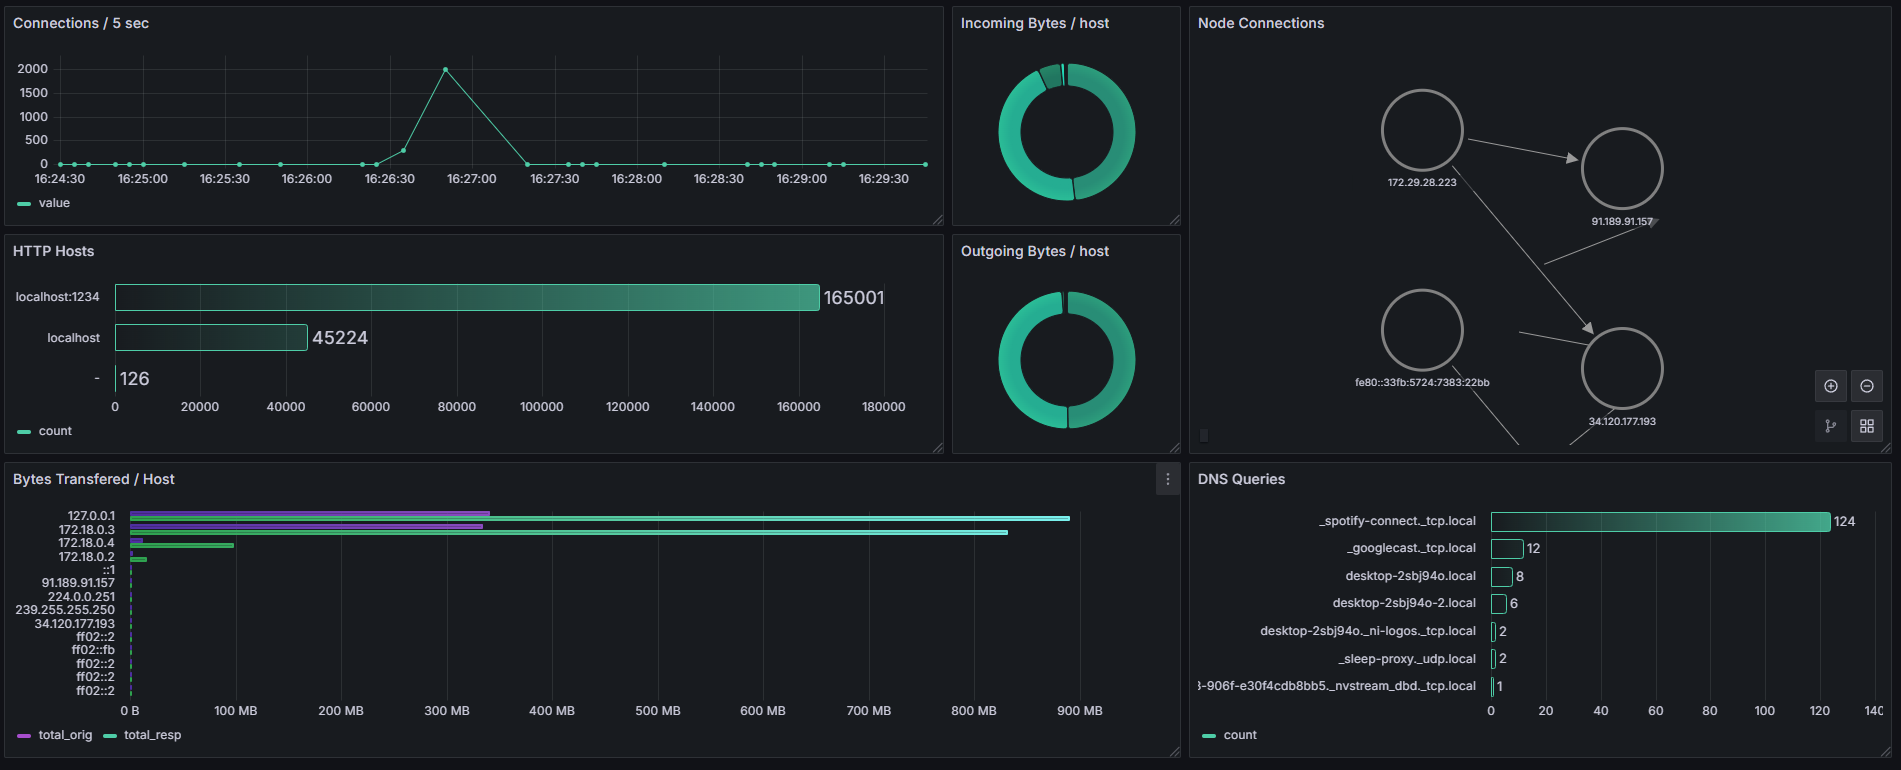 Connections / 5 sec
2000
1500
1000
500
0
16:24:30 16:25:00 16:25:30 16:26:00 16:26:30 16:27:00 16:27:30 16:28:00 16:28:30 16:29:00 16:29:30
value
Incoming Bytes / host
Node Connections
172.29.28.223
91.189.91.157
fe80::33fb:5724:7383:22bb
34.120.177.193
HTTP Hosts
localhost:1234 165001
localhost 45224
- 126
0 20000 40000 60000 80000 100000 120000 140000 160000 180000
count
Outgoing Bytes / host
Bytes Transfered / Host
127.0.0.1
172.18.0.3
172.18.0.4
172.18.0.2
::1
91.189.91.157
224.0.0.251
239.255.255.250
34.120.177.193
ff02::2
ff02::fb
ff02::2
ff02::2
ff02::2
0 B 100 MB 200 MB 300 MB 400 MB 500 MB 600 MB 700 MB 800 MB 900 MB
total_orig total_resp
DNS Queries
_spotify-connect._tcp.local 124
_googlecast._tcp.local 12
desktop-2sbj94o.local 8
desktop-2sbj94o-2.local 6
desktop-2sbj94o._ni-logos._tcp.local 2
_sleep-proxy._udp.local 2
-906f-e30f4cdb8bb5._nvstream_dbd._tcp.local 1
0 20 40 60 80 100 120 140
count